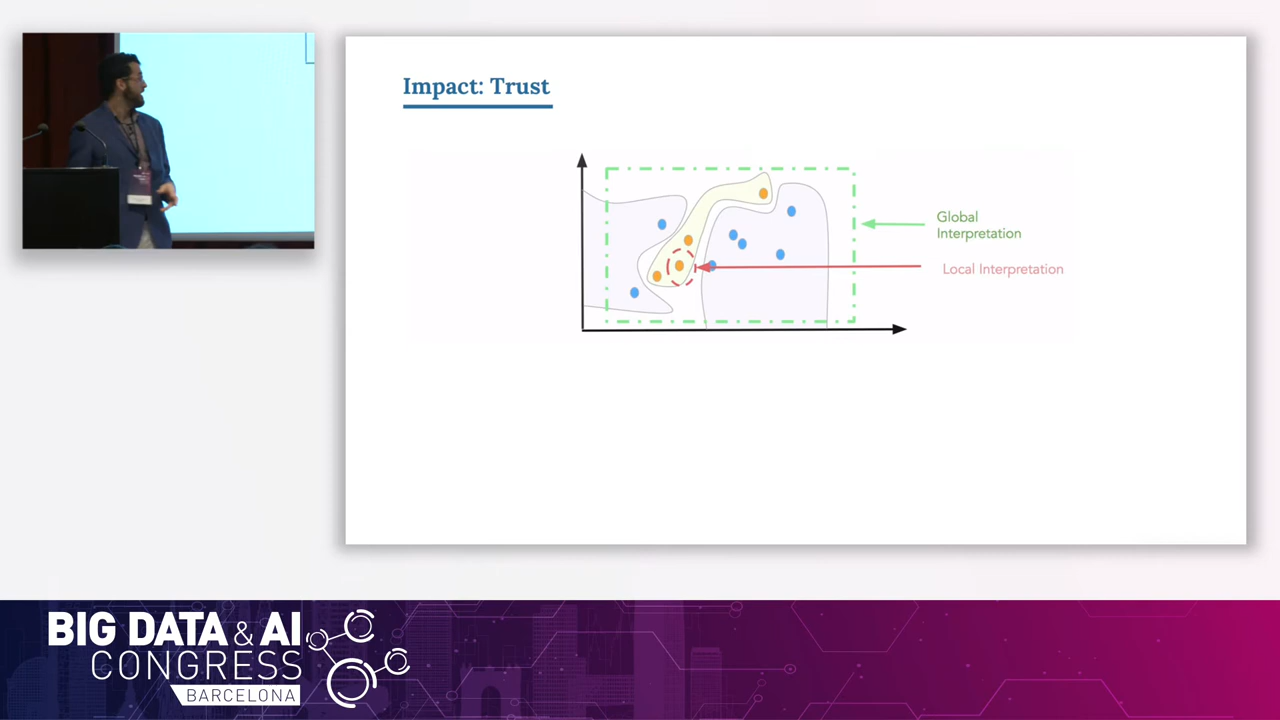 Impact: Trust
Global
Interpretation
Local Interpretation
BIG DATA & AI
CONGRESS
BARCELONA